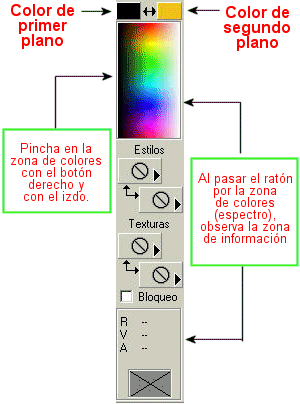 Color de
primer
plano
Color de
segundo
plano
Pincha en la
zona de colores
con el botón
derecho y
con el izdo.
Estilos
Al pasar el ratón
por la zona
de colores
(espectro),
observa la zona
de información
Texturas
Bloqueo
R --
V --
A --